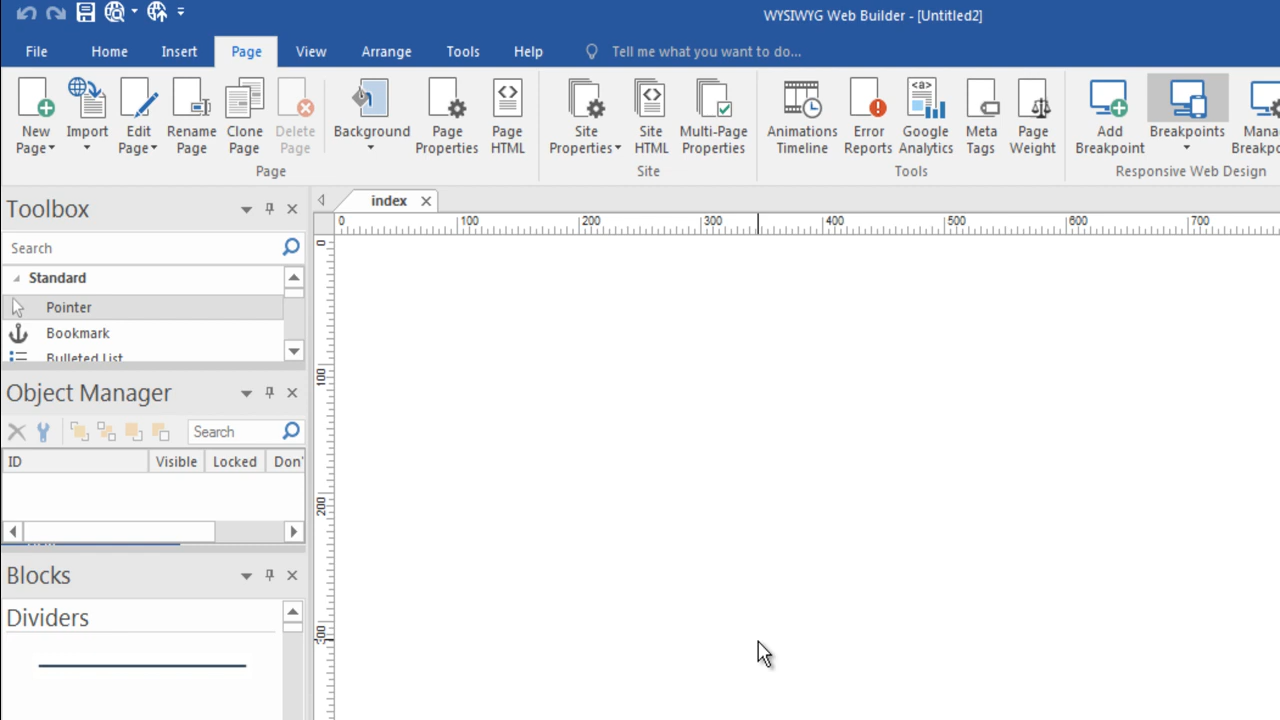 WYSIWYG Web Builder - [Untitled2]
File Home Insert Page View Arrange Tools Help Tell me what you want to do...
New Page Import Edit Page Rename Page Clone Page Delete Page Background Page Properties Page HTML Site Properties Site HTML Multi-Page Properties Animations Timeline Error Reports Google Analytics Meta Tags Page Weight Add Breakpoint Breakpoints
Page Site Tools Responsive Web Design
Toolbox
index
0 100 200 300 400 500 600 700
Search
0
Standard
Pointer
Bookmark
Bulleted List
100
Object Manager
Search
ID Visible Locked Don'
200
Blocks
Dividers